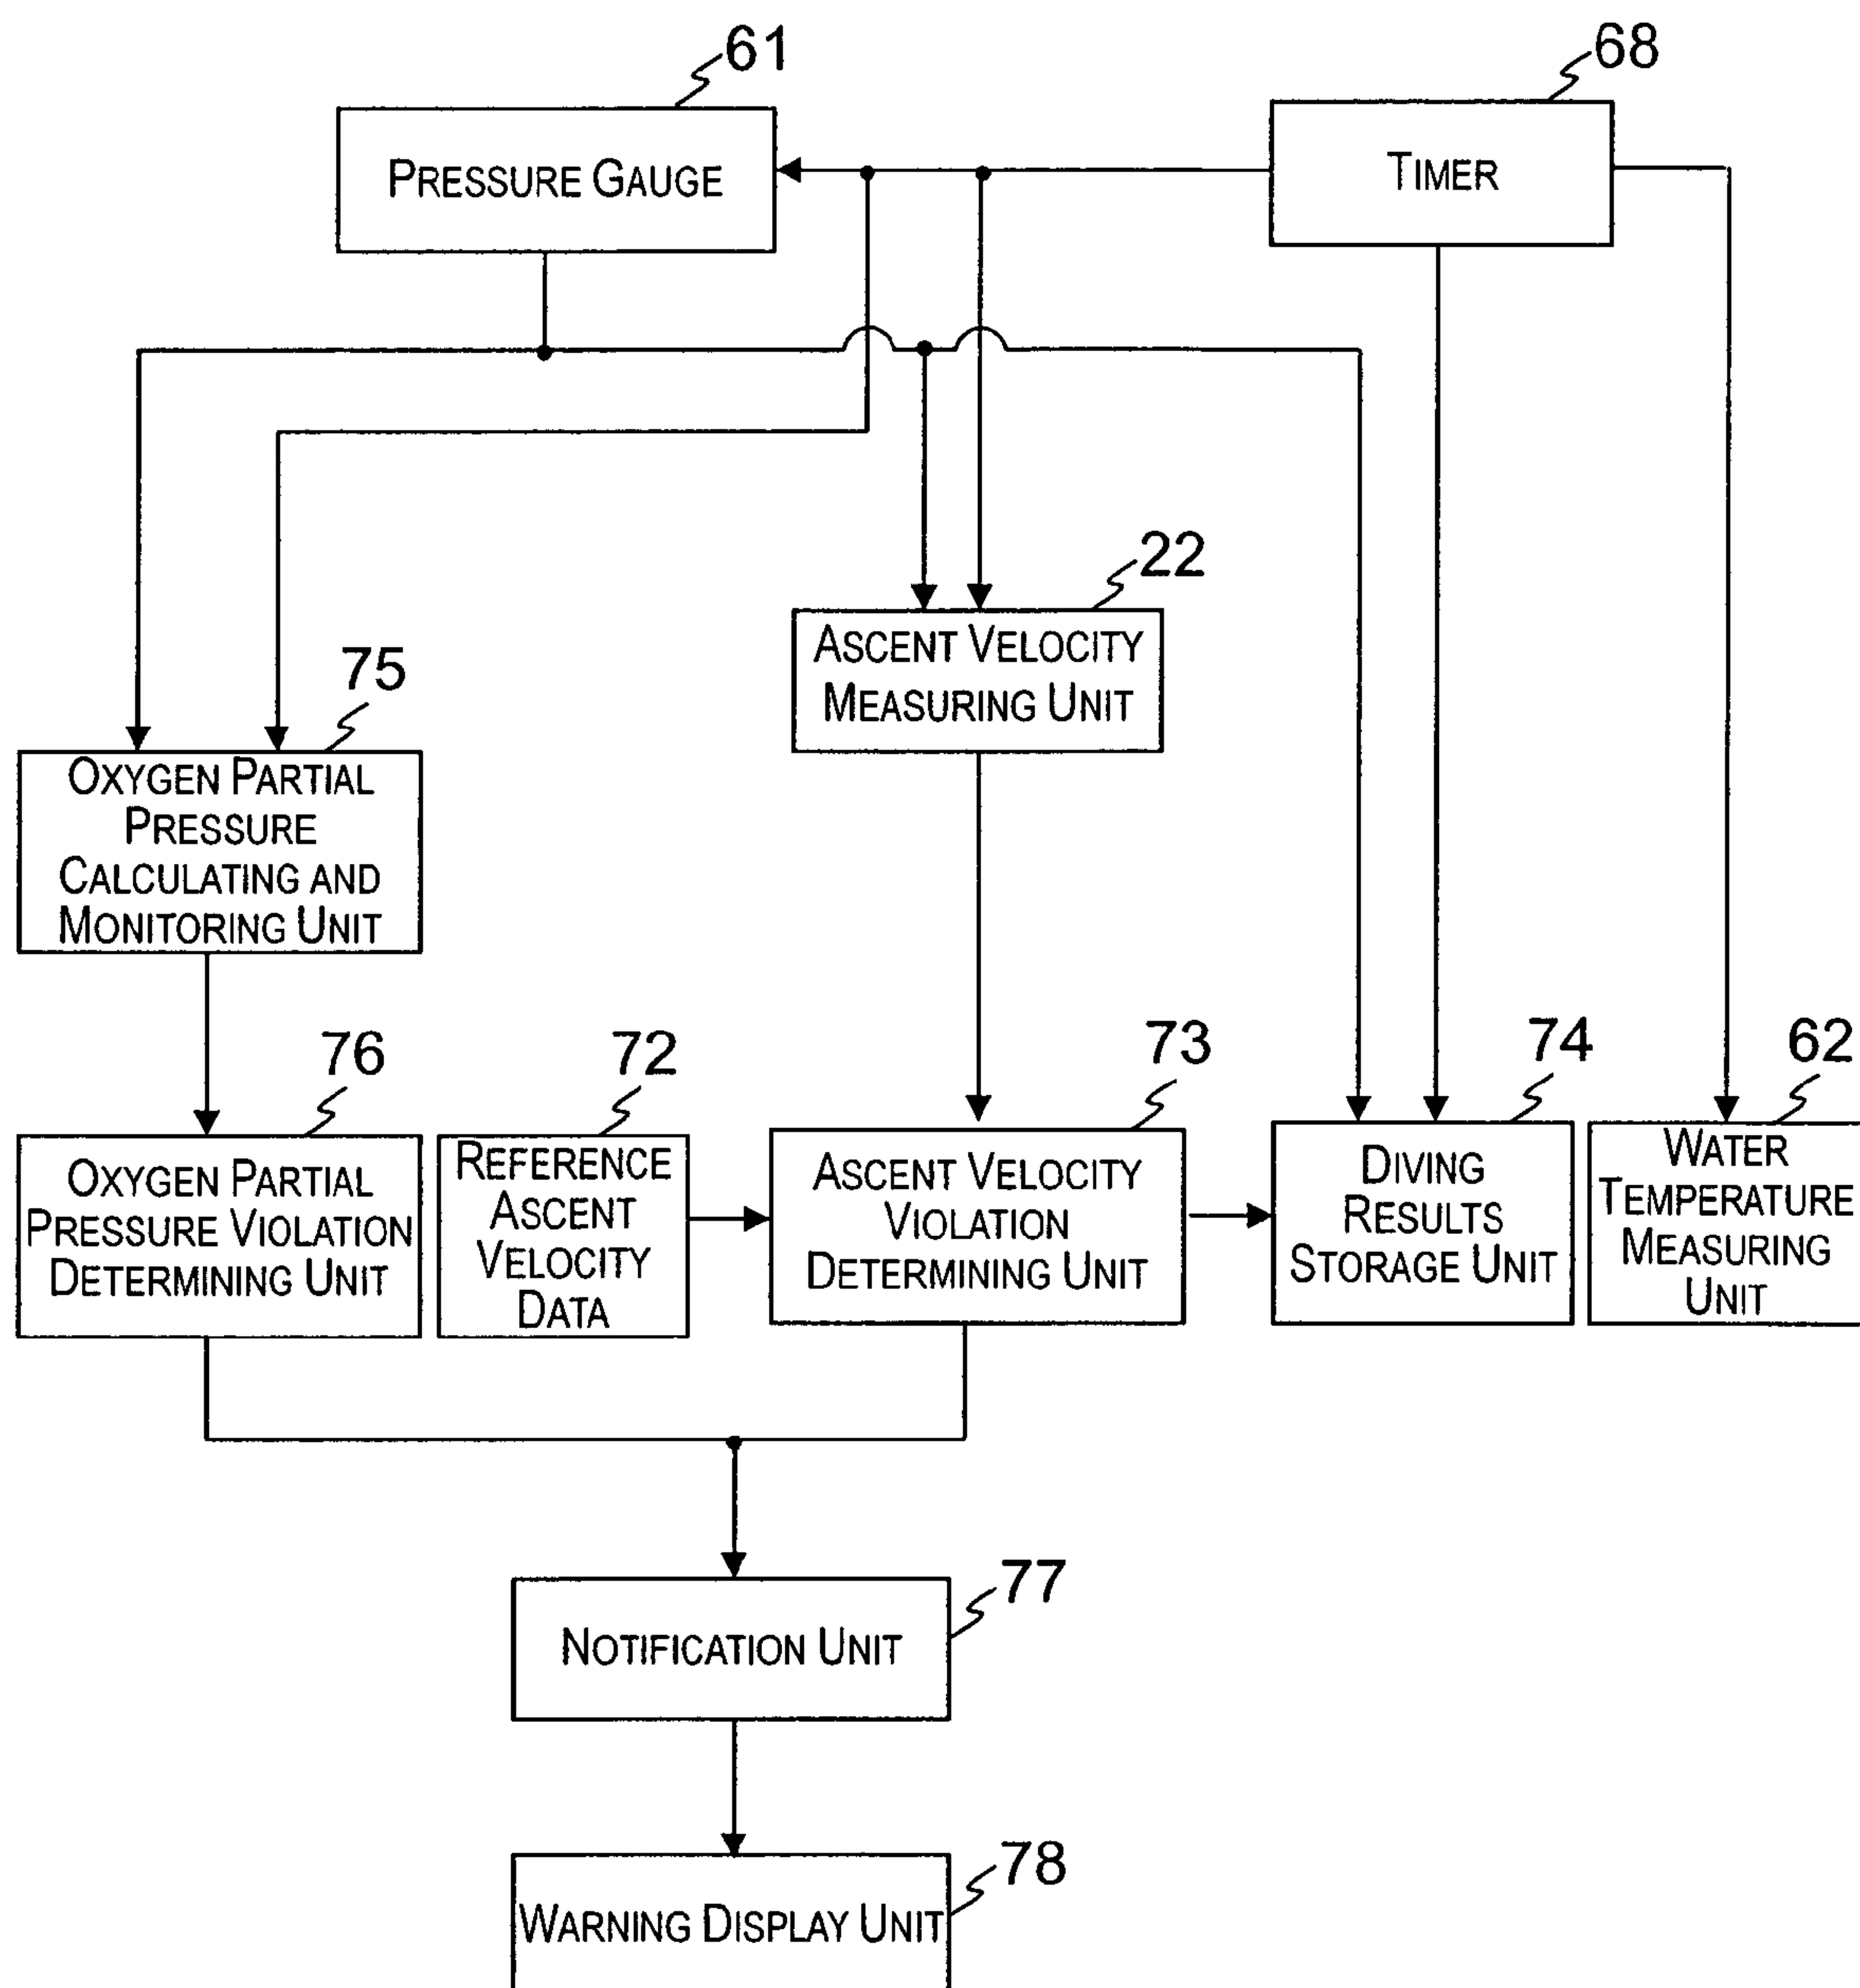 61
68
PRESSURE GAUGE
TIMER
22
ASCENT VELOCITY
MEASURING UNIT
75
OXYGEN PARTIAL
PRESSURE
CALCULATING AND
MONITORING UNIT
76
72
73
74
62
OXYGEN PARTIAL
PRESSURE VIOLATION
DETERMINING UNIT
REFERENCE
ASCENT
VELOCITY
DATA
ASCENT VELOCITY
VIOLATION
DETERMINING UNIT
DIVING
RESULTS
STORAGE UNIT
WATER
TEMPERATURE
MEASURING
UNIT
77
NOTIFICATION UNIT
78
WARNING DISPLAY UNIT